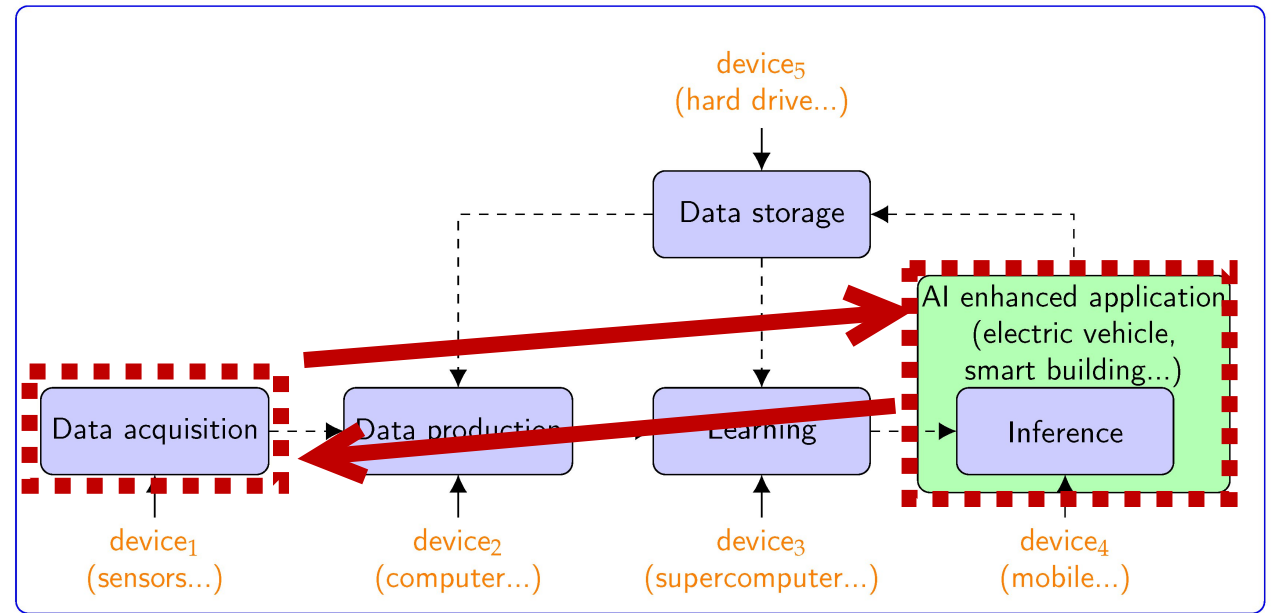 device₅
(hard drive...)
Data storage
AI enhanced application
(electric vehicle,
smart building...)
Data acquisition
Data production
Learning
Inference
device₁
(sensors...)
device₂
(computer...)
device₃
(supercomputer...)
device₄
(mobile...)